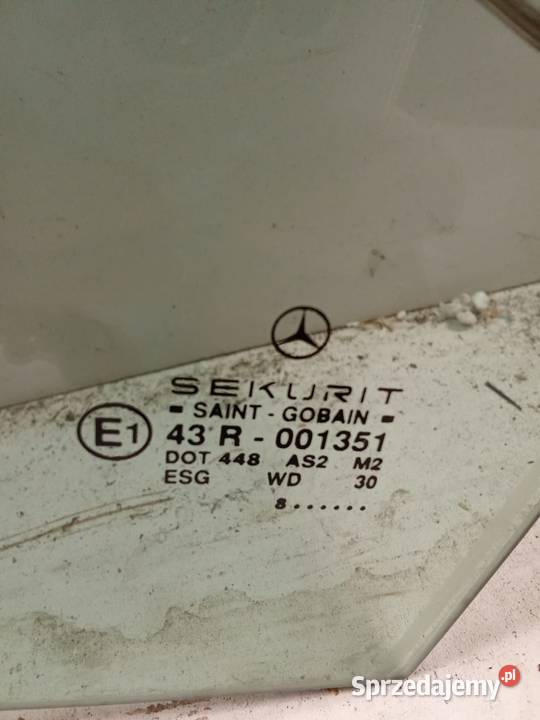 SEKURIT
- SAINT - GOBAIN -
E1 43 R - 001351
DOT 448 AS2 M2
ESG WD 30
8......
Sprzedajemy.pl